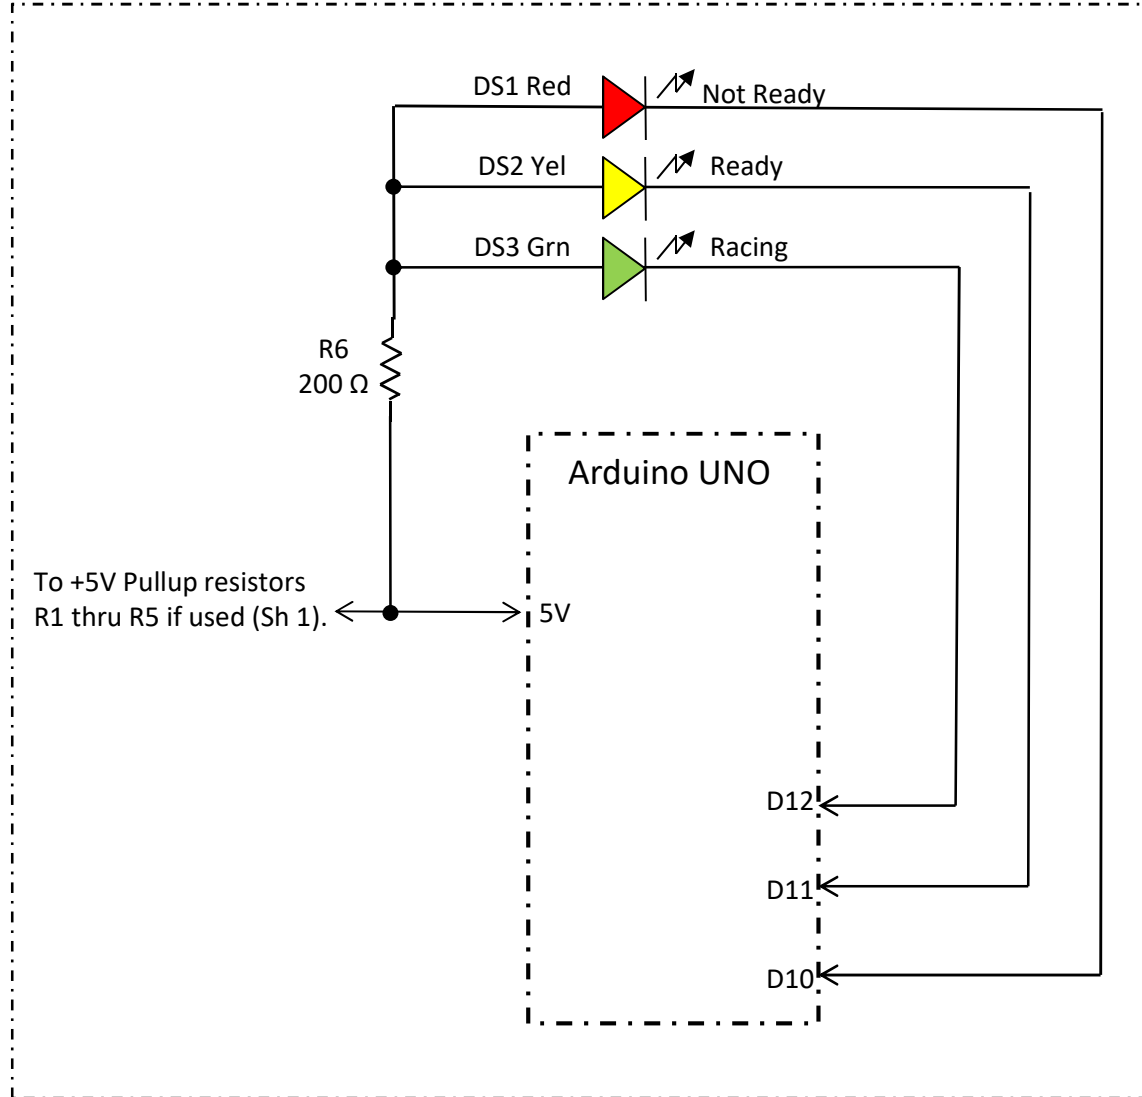 DS1 Red
Not Ready
DS2 Yel
Ready
DS3 Grn
Racing
R6
200 Ω
Arduino UNO
To +5V Pullup resistors
R1 thru R5 if used (Sh 1).
5V
D12
D11
D10